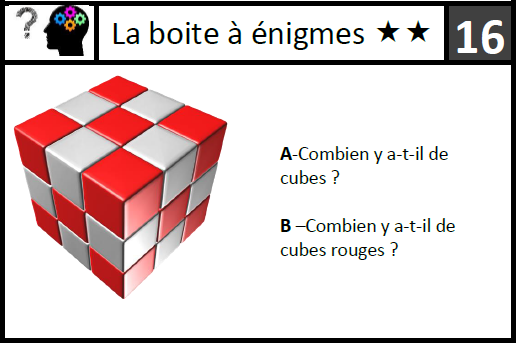 ?
La boite à énigmes ★★
16
A-Combien y a-t-il de
cubes ?
B –Combien y a-t-il de
cubes rouges ?